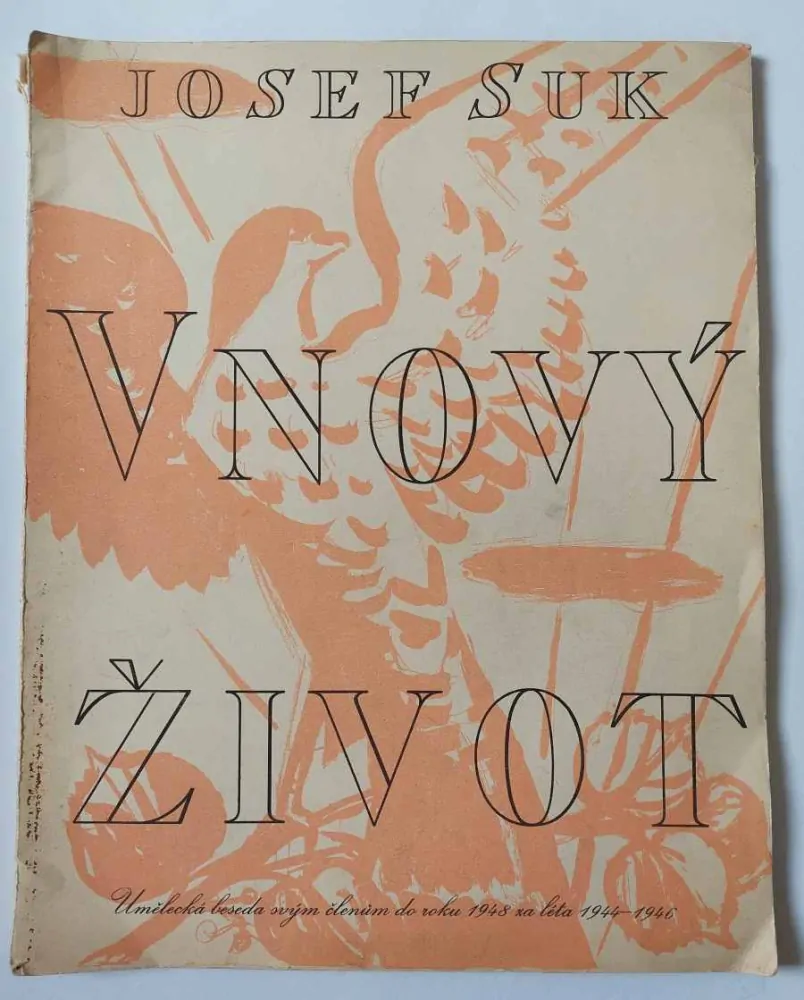 JOSEF SUK
V NOVÝ
ŽIVOT
Umělecká beseda svým členům do roku 1948 za léta 1944–1946